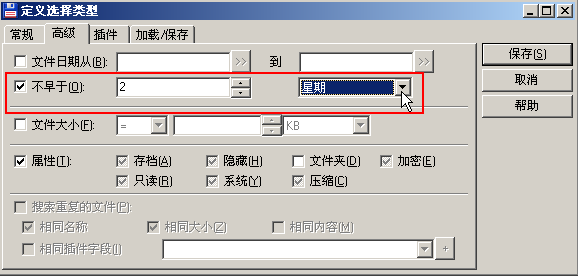 定义选择类型
常规 高级 插件 加载/保存
文件日期从(B): >> 到 >> 保存(S)
不早于(O): 2 星期 取消
帮助
文件大小(F): = KB
属性(T): 存档(A) 隐藏(H) 文件夹(D) 加密(E)
只读(R) 系统(Y) 压缩(C)
搜索重复的文件(P):
相同名称 相同大小(Z) 相同内容(M)
相同插件字段(I) +